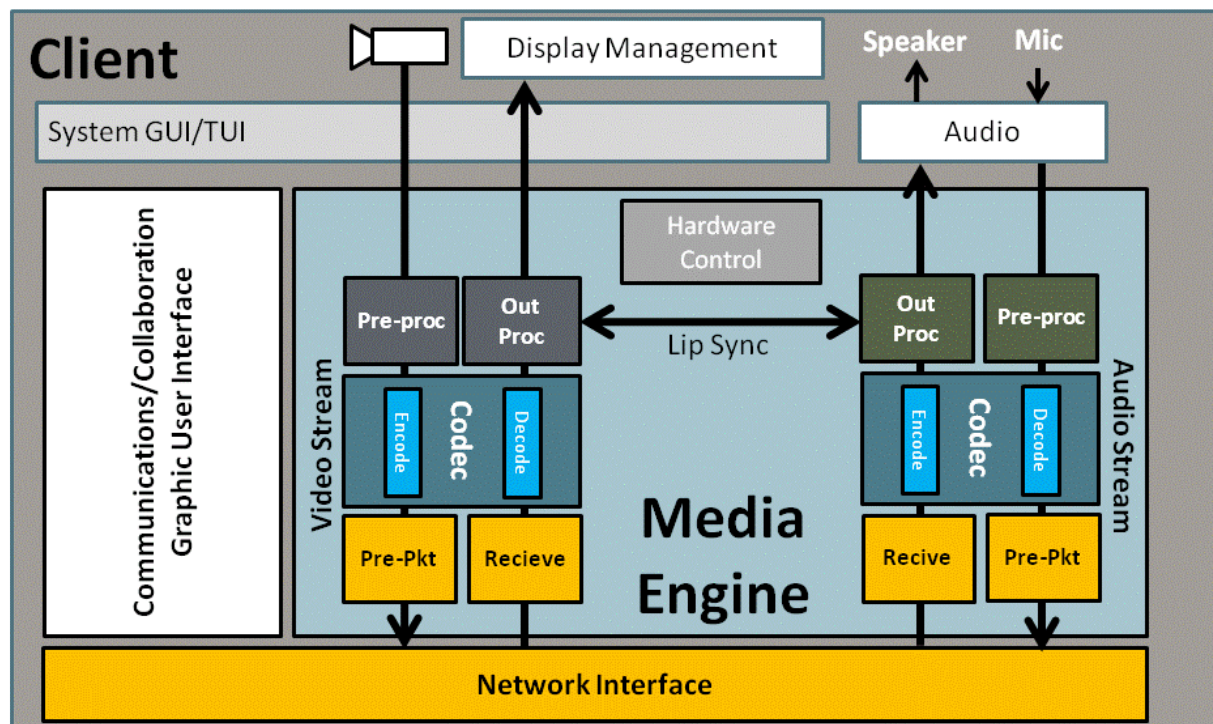 Client
Display Management
Speaker
Mic
System GUI/TUI
Audio
Communications/Collaboration
Graphic User Interface
Hardware
Control
Pre-proc
Out
Proc
Lip Sync
Out
Proc
Pre-proc
Video Stream
Encode
Codec
Decode
Encode
Codec
Decode
Audio Stream
Media
Engine
Pre-Pkt
Recieve
Recive
Pre-Pkt
Network Interface